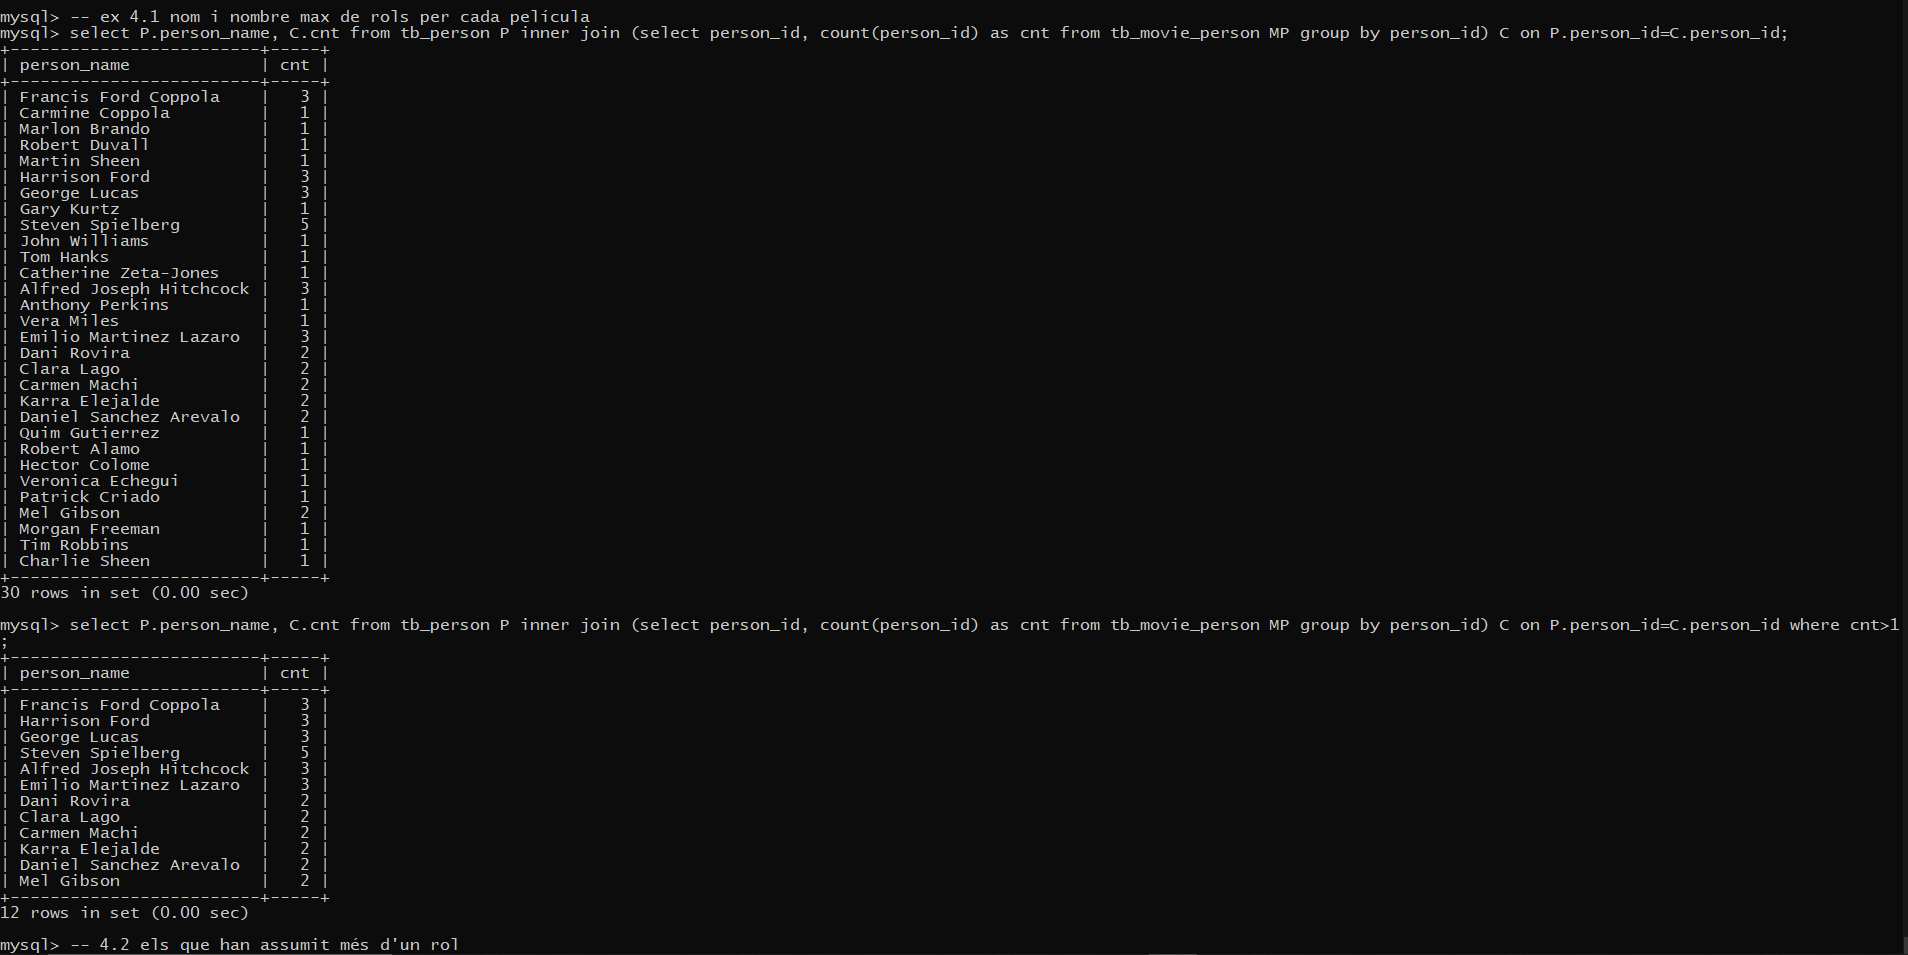 mysql> -- ex 4.1 nom i nombre max de rols per cada película
mysql> select P.person_name, C.cnt from tb_person P inner join (select person_id, count(person_id) as cnt from tb_movie_person MP group by person_id) C on P.person_id=C.person_id;
+-------------------------+-----+
| person_name             | cnt |
+-------------------------+-----+
| Francis Ford Coppola    |   3 |
| Carmine Coppola         |   1 |
| Marlon Brando           |   1 |
| Robert Duvall           |   1 |
| Martin Sheen            |   1 |
| Harrison Ford           |   3 |
| George Lucas            |   3 |
| Gary Kurtz              |   1 |
| Steven Spielberg        |   5 |
| John Williams           |   1 |
| Tom Hanks               |   1 |
| Catherine Zeta-Jones    |   1 |
| Alfred Joseph Hitchcock |   3 |
| Anthony Perkins         |   1 |
| Vera Miles              |   1 |
| Emilio Martinez Lazaro  |   3 |
| Dani Rovira             |   2 |
| Clara Lago              |   2 |
| Carmen Machi            |   2 |
| Karra Elejalde          |   2 |
| Daniel Sanchez Arevalo  |   2 |
| Quim Gutierrez          |   1 |
| Robert Alamo            |   1 |
| Hector Colome           |   1 |
| Veronica Echegui        |   1 |
| Patrick Criado          |   1 |
| Mel Gibson              |   2 |
| Morgan Freeman          |   1 |
| Tim Robbins             |   1 |
| Charlie Sheen           |   1 |
+-------------------------+-----+
30 rows in set (0.00 sec)
mysql> select P.person_name, C.cnt from tb_person P inner join (select person_id, count(person_id) as cnt from tb_movie_person MP group by person_id) C on P.person_id=C.person_id where cnt>1
;
+-------------------------+-----+
| person_name             | cnt |
+-------------------------+-----+
| Francis Ford Coppola    |   3 |
| Harrison Ford           |   3 |
| George Lucas            |   3 |
| Steven Spielberg        |   5 |
| Alfred Joseph Hitchcock |   3 |
| Emilio Martinez Lazaro  |   3 |
| Dani Rovira             |   2 |
| Clara Lago              |   2 |
| Carmen Machi            |   2 |
| Karra Elejalde          |   2 |
| Daniel Sanchez Arevalo  |   2 |
| Mel Gibson              |   2 |
+-------------------------+-----+
12 rows in set (0.00 sec)
mysql> -- 4.2 els que han assumit més d'un rol